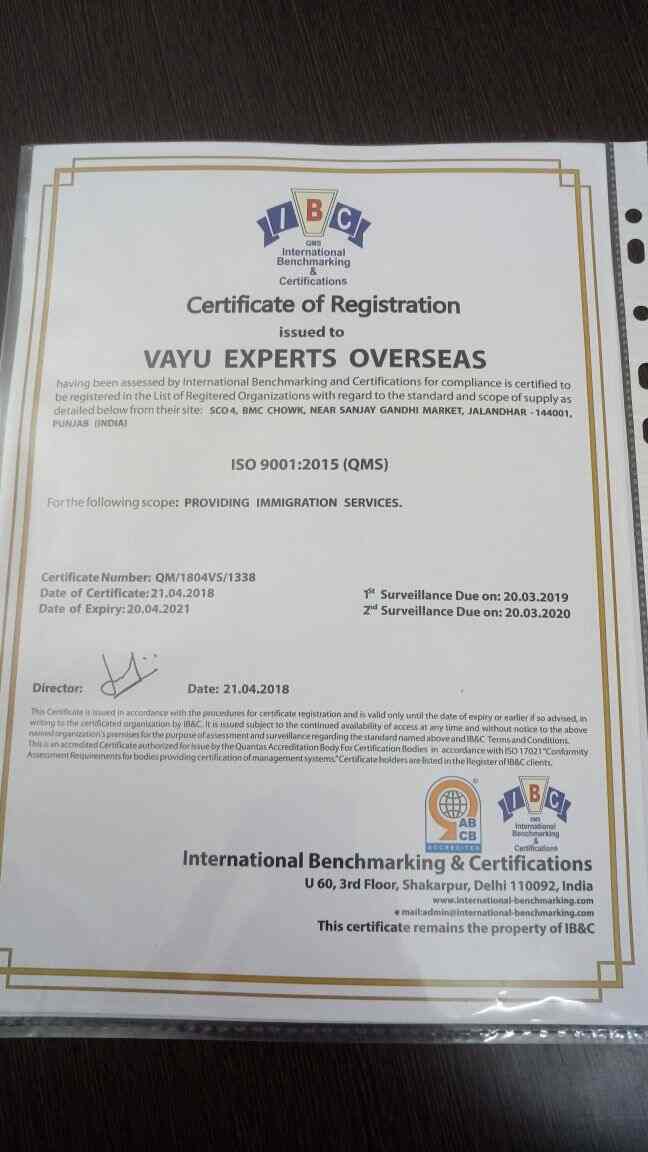 IBC
QMS
International
Benchmarking
&
Certifications
Certificate of Registration
issued to
VAYU EXPERTS OVERSEAS
having been assessed by International Benchmarking and Certifications for compliance is certified to
be registered in the List of Regitered Organizations with regard to the standard and scope of supply as
detailed below from their site: SCO 4, BMC CHOWK, NEAR SANJAY GANDHI MARKET, JALANDHAR - 144001,
PUNJAB (INDIA)
ISO 9001:2015 (QMS)
For the following scope: PROVIDING IMMIGRATION SERVICES.
Certificate Number: QM/1804VS/1338
Date of Certificate: 21.04.2018
Date of Expiry: 20.04.2021
1st Surveillance Due on: 20.03.2019
2nd Surveillance Due on: 20.03.2020
Director:
Date: 21.04.2018
This Certificate is issued in accordance with the procedures for certificate registration and is valid only until the date of expiry or earlier if so advised, in
writing to the certificated organization by IB&C. It is issued subject to the continued availability of access at any time and without notice to the above
named organization's premises for the purpose of assessment and surveillance regarding the standard named above and IB&C Terms and Conditions.
This is an accredited Certificate authorized for issue by the Quantas Accreditation Body For Certification Bodies in accordance with ISO 17021 "Conformity
Assessment Requirements for bodies providing certification of management systems." Certificate holders are listed in the Register of IB&C clients.
AB
CB
ACCREDITED
IBC
QMS
International
Benchmarking
&
Certifications
International Benchmarking & Certifications
U 60, 3rd Floor, Shakarpur, Delhi 110092, India
www.international-benchmarking.com
e mail:admin@international-benchmarking.com
This certificate remains the property of IB&C